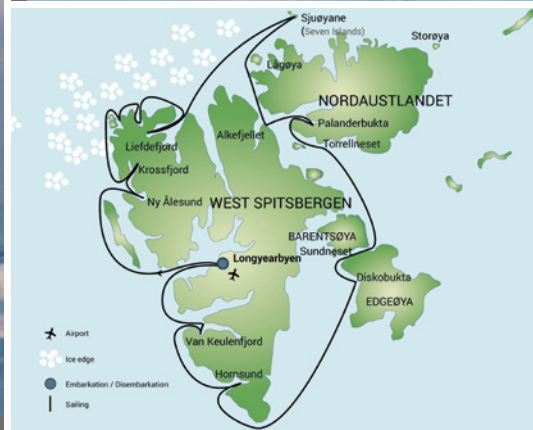 Sjuøyane
(Seven Islands)
Storøya
Lågøya
NORDAUSTLANDET
Palanderbukta
Alkefjellet
Torrellneset
Liefdefjord
Krossfjord
Ny Ålesund
WEST SPITSBERGEN
BARENTSØYA
Sundneset
Longyearbyen
Diskobukta
EDGEØYA
Airport
Van Keulenfjord
Ice edge
Hornsund
Embarkation / Disembarkation
Sailing